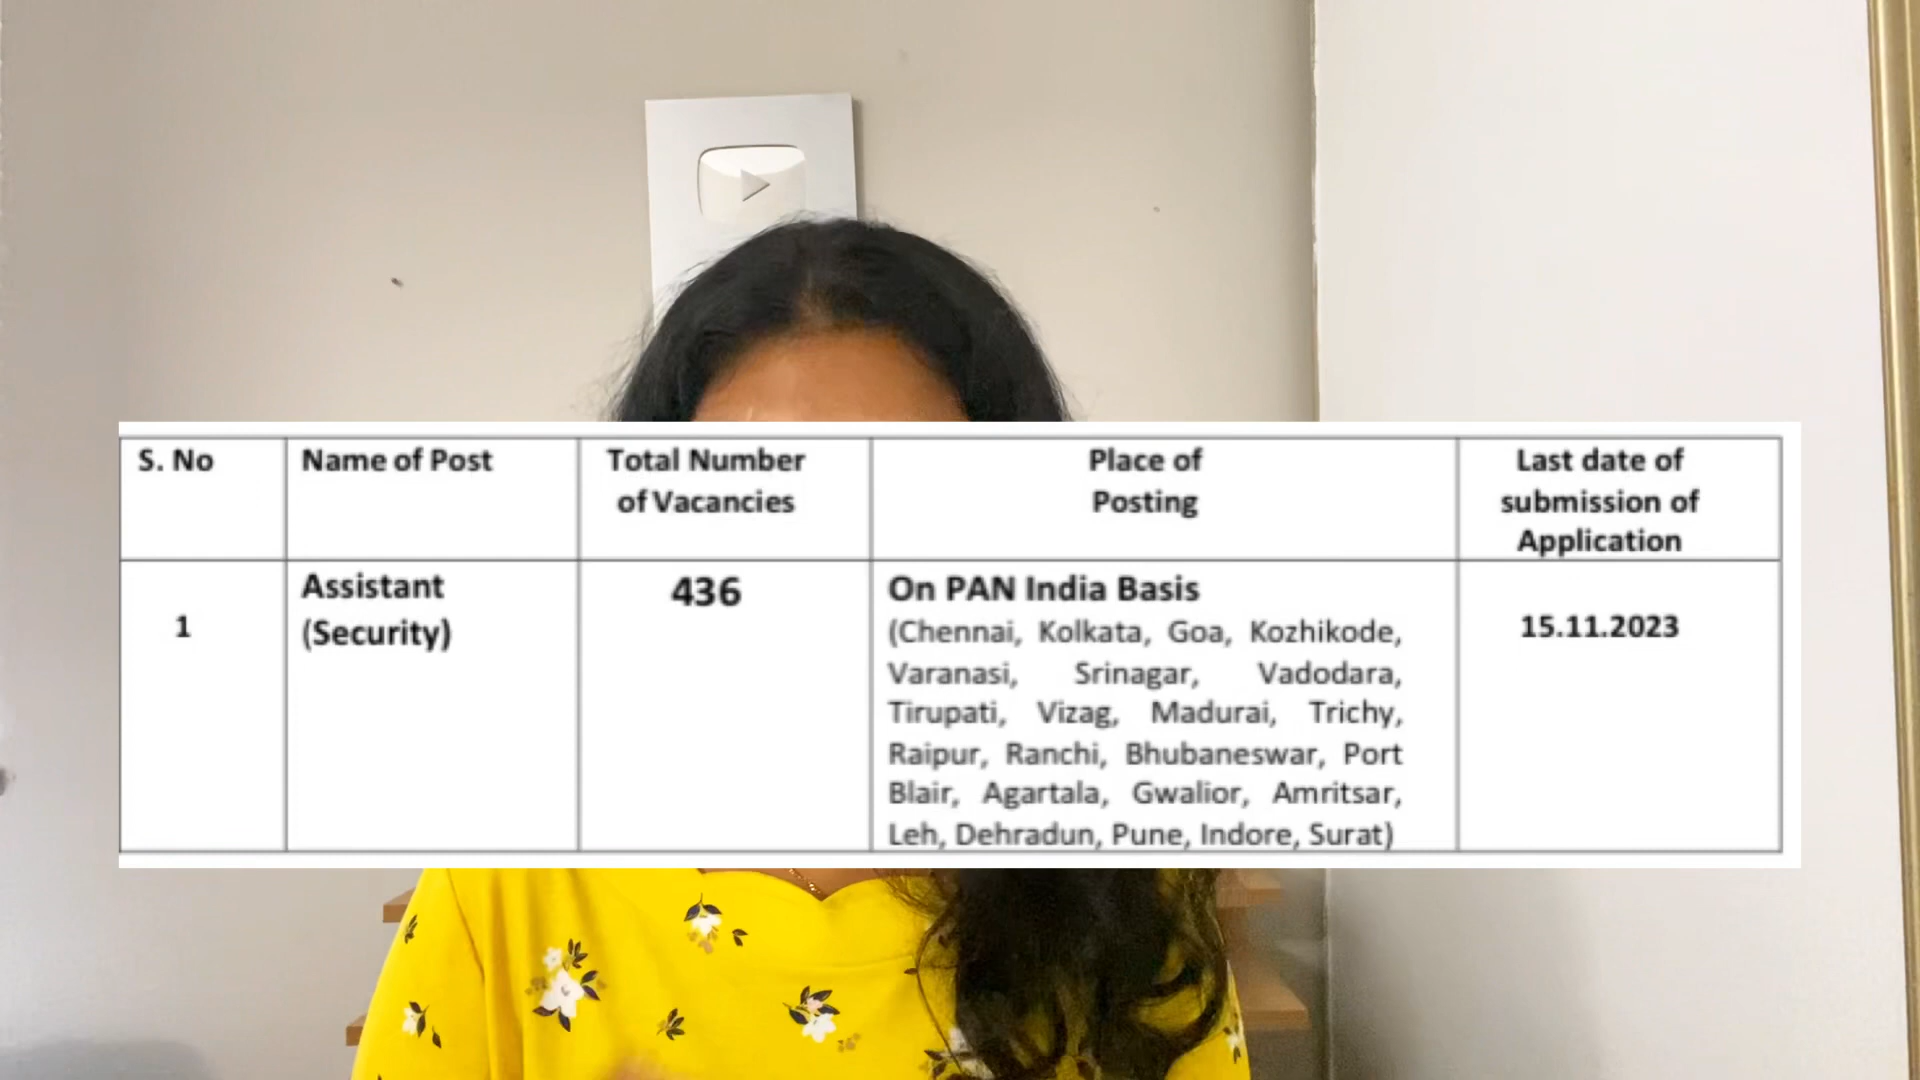 S. No
Name of Post
Total Number
of Vacancies
Place of
Posting
Last date of
submission of
Application
1
Assistant
(Security)
436
On PAN India Basis
(Chennai, Kolkata, Goa, Kozhikode,
Varanasi, Srinagar, Vadodara,
Tirupati, Vizag, Madurai, Trichy,
Raipur, Ranchi, Bhubaneswar, Port
Blair, Agartala, Gwalior, Amritsar,
Leh, Dehradun, Pune, Indore, Surat)
15.11.2023